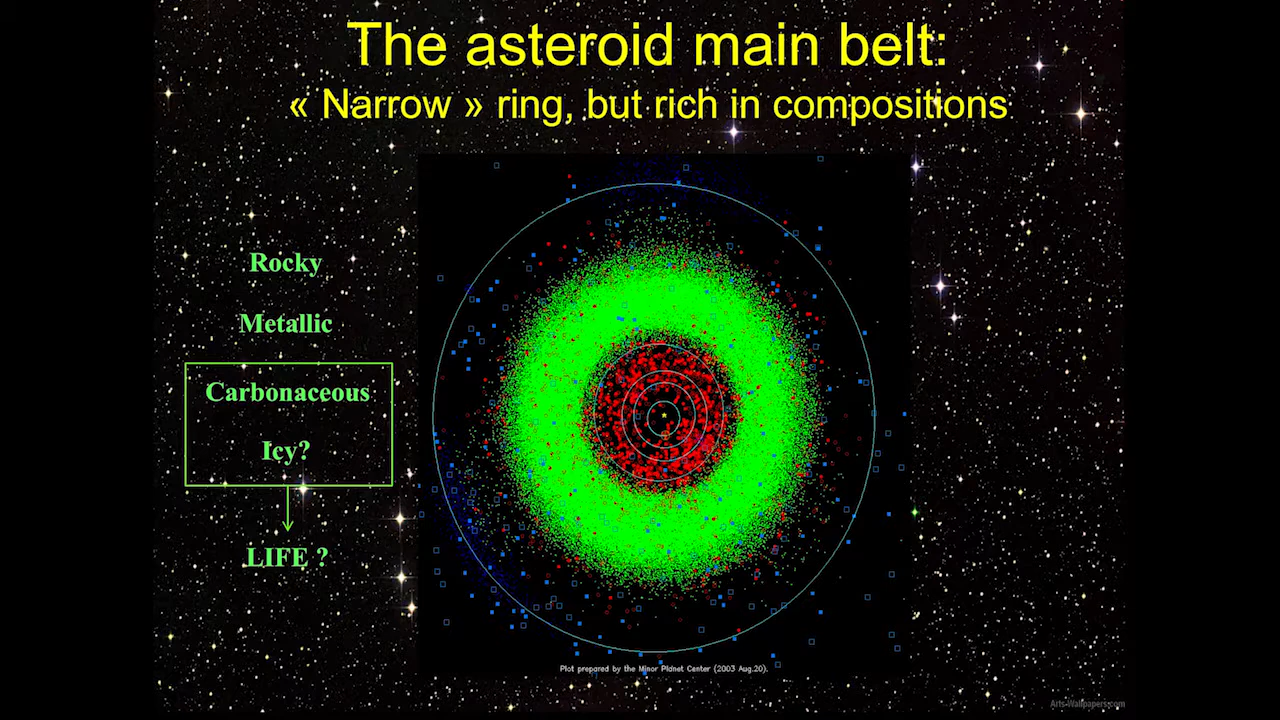 The asteroid main belt:
« Narrow » ring, but rich in compositions
Rocky
Metallic
Carbonaceous
Icy?
LIFE ?
Plot prepared by the Minor Planet Center (2003 Aug.20).
Arts-Wallpapers.com